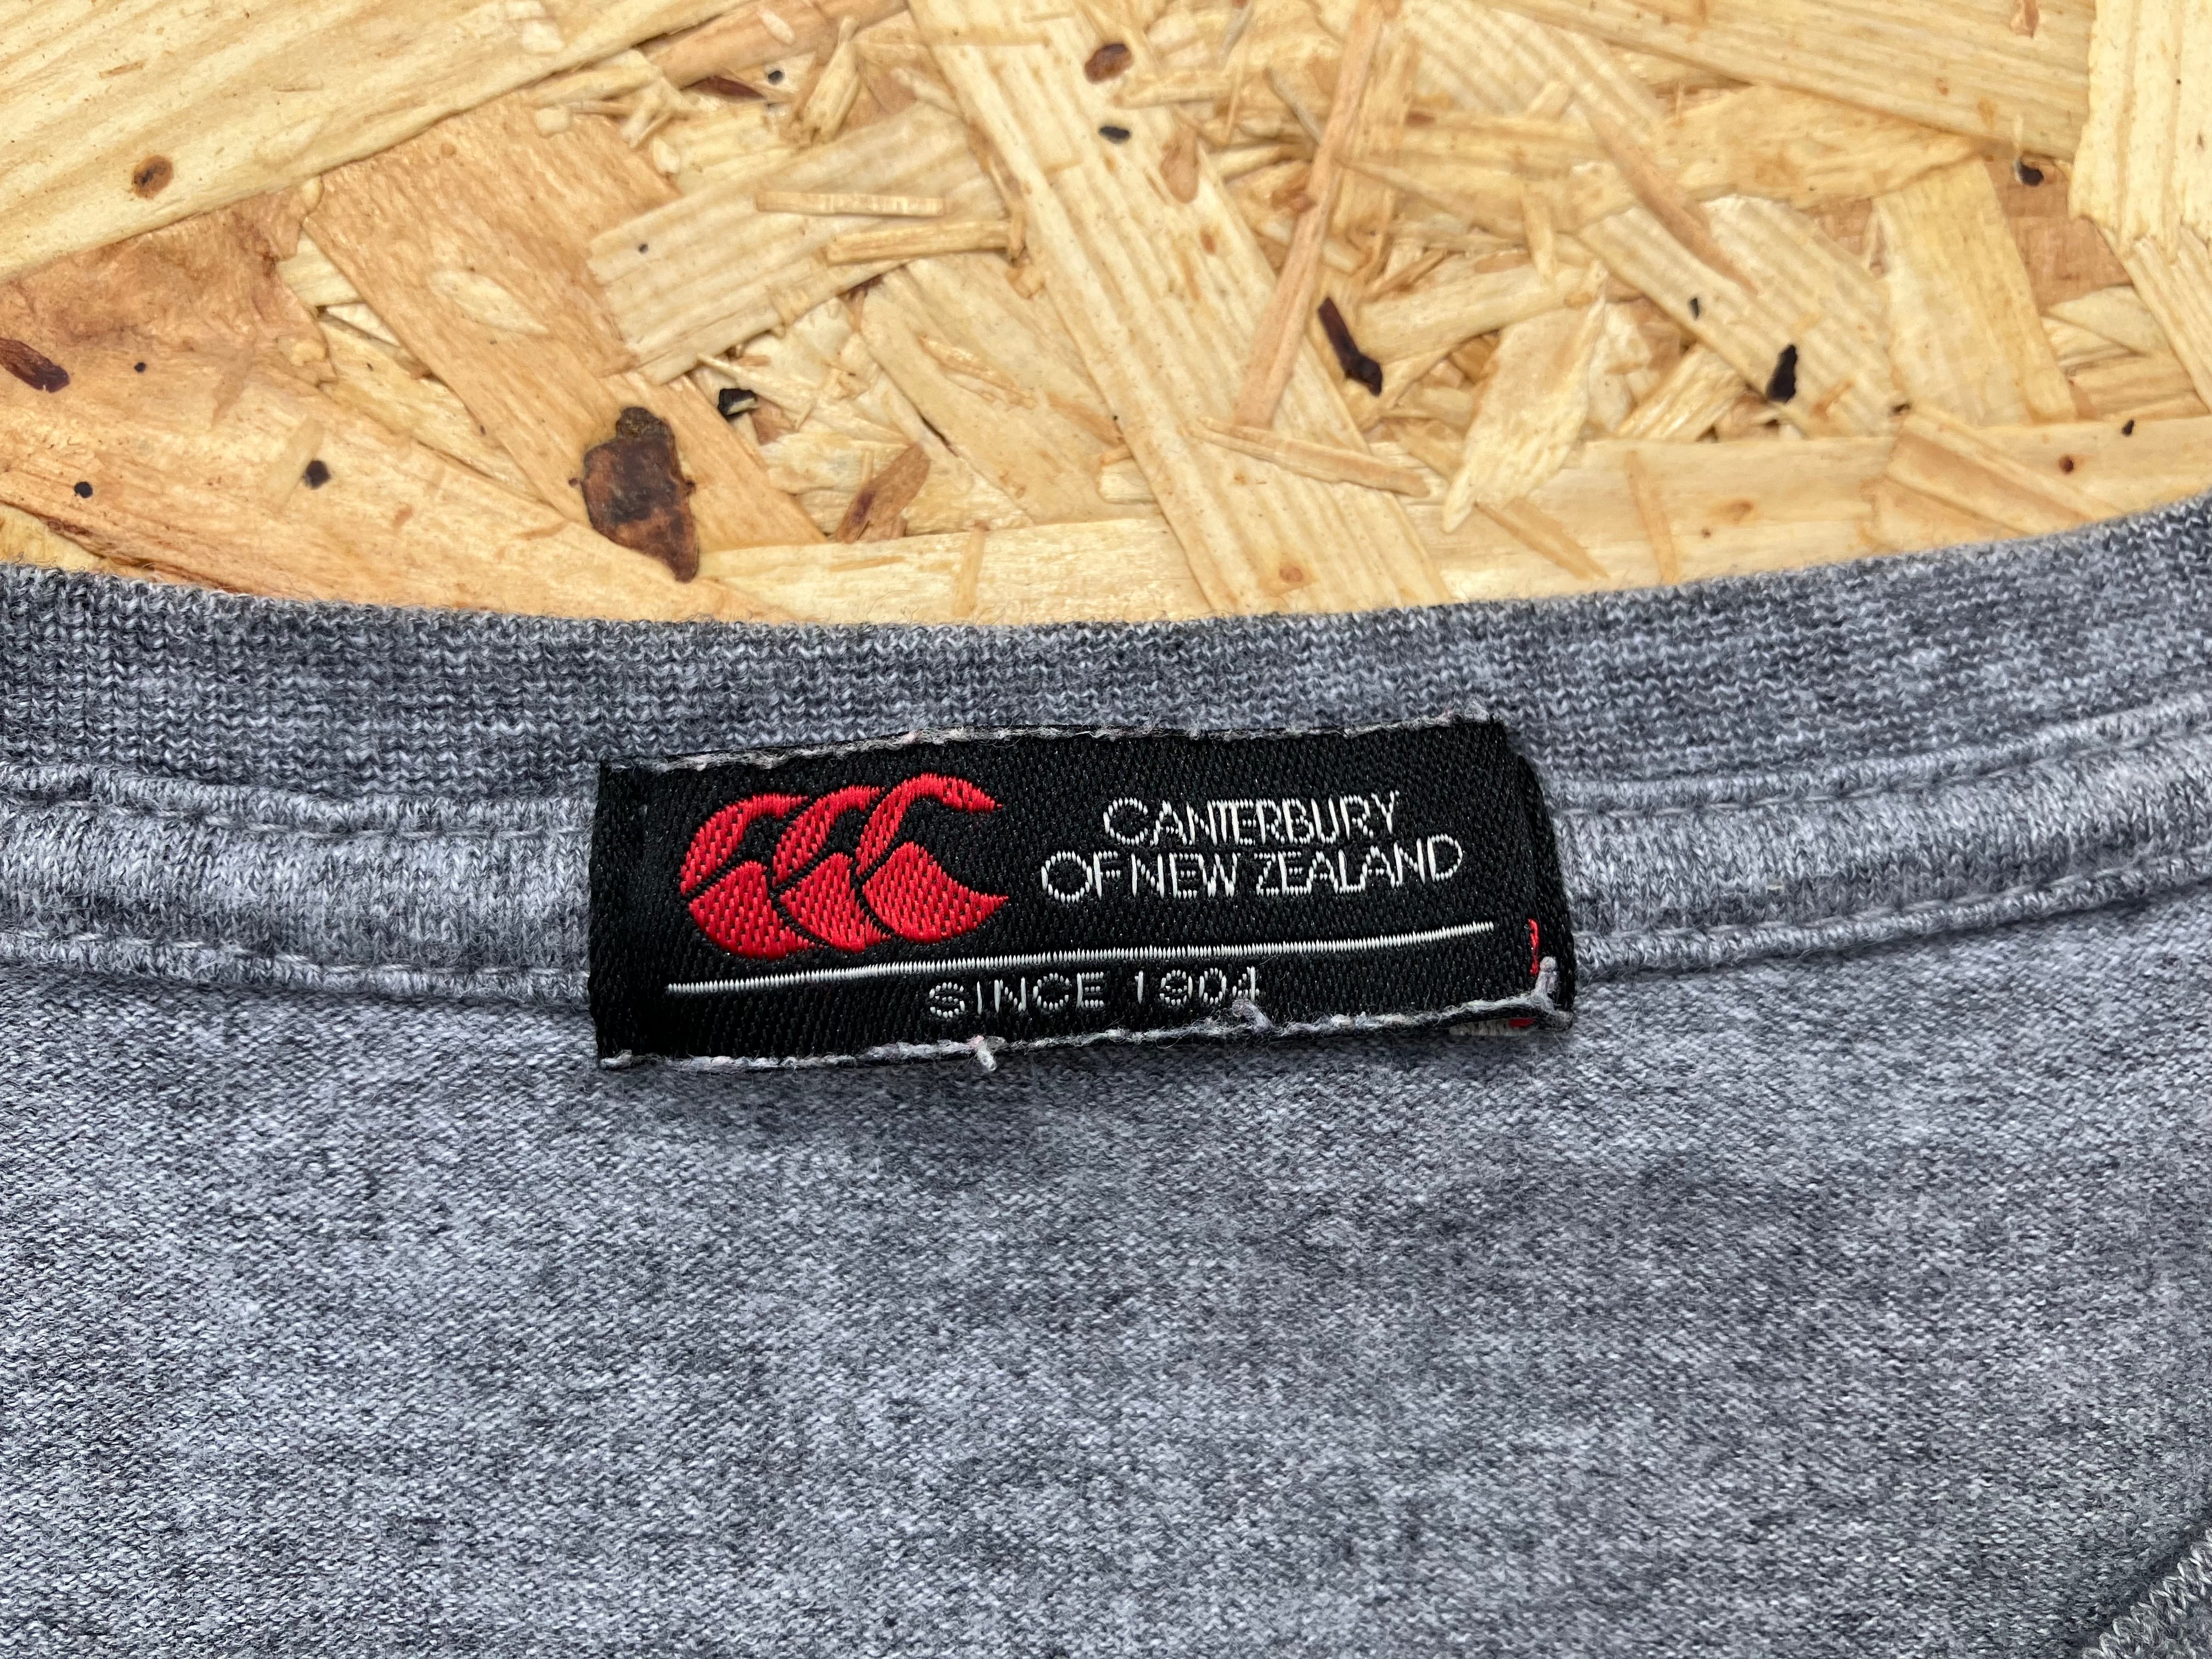 CANTERBURY
OF NEW ZEALAND
SINCE 1904